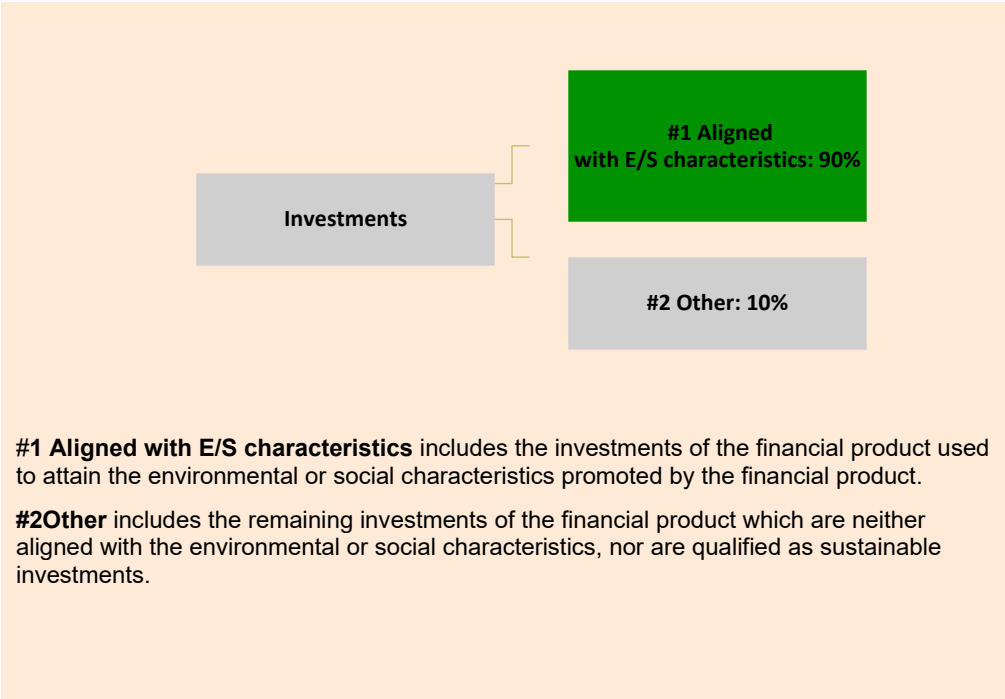 #1 Aligned
with E/S characteristics: 90%
Investments
#2 Other: 10%
#1 Aligned with E/S characteristics includes the investments of the financial product used
to attain the environmental or social characteristics promoted by the financial product.
#2Other includes the remaining investments of the financial product which are neither
aligned with the environmental or social characteristics, nor are qualified as sustainable
investments.